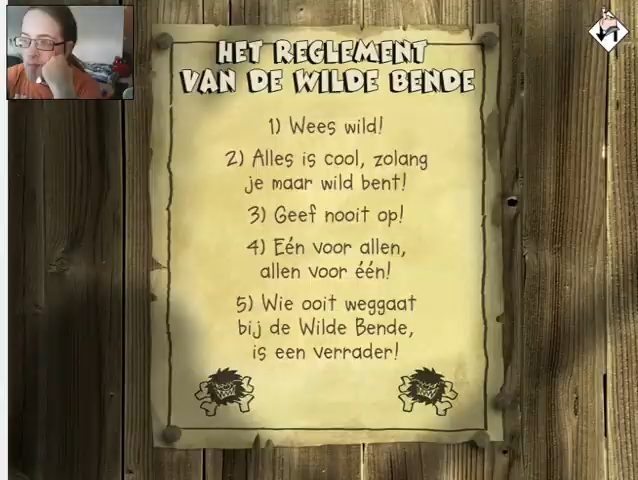 HET REGLEMENT
VAN DE WILDE BENDE
1) Wees wild!
2) Alles is cool, zolang
je maar wild bent!
3) Geef nooit op!
4) Eén voor allen,
allen voor één!
5) Wie ooit weggaat
bij de Wilde Bende,
is een verrader!